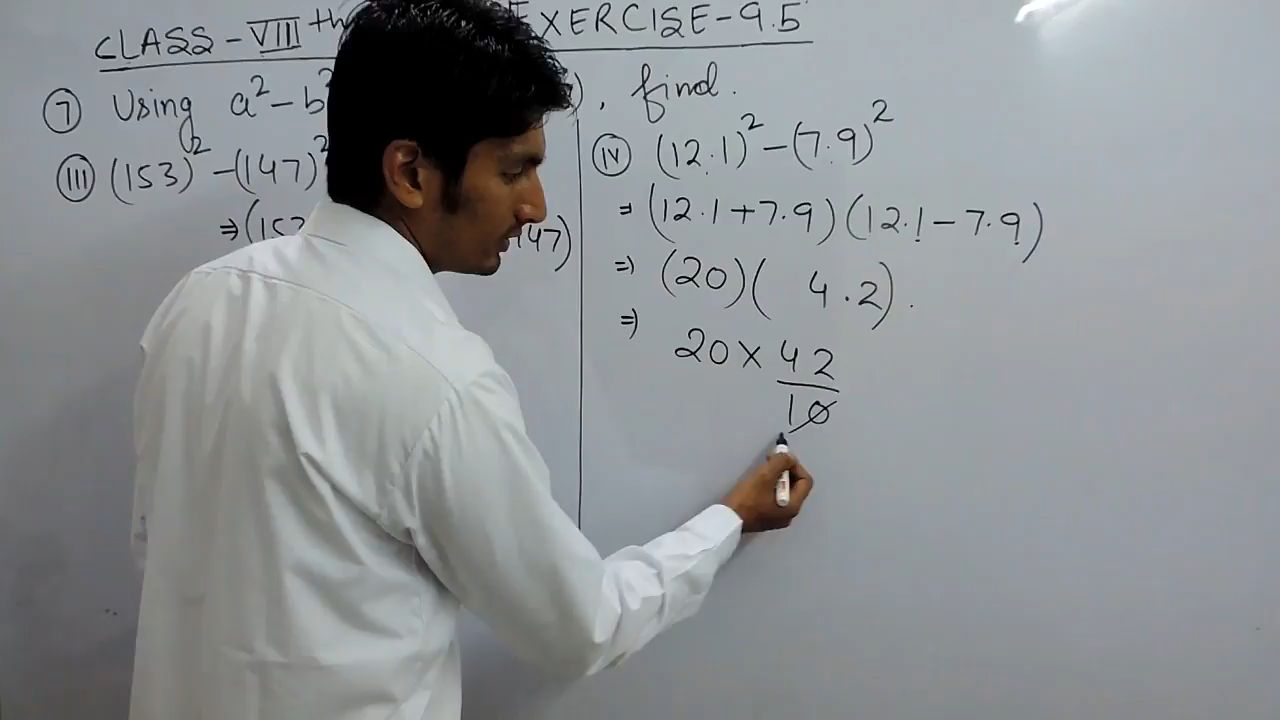 CLASS-VIII th EXERCISE-9.5
⑦ Using a² - b² ), find.
III (153)² - (147)²
⇒ (153 147)
IV (12.1)² - (7.9)²
⇒ (12.1 + 7.9) (12.1 - 7.9)
⇒ (20) ( 4.2).
⇒ 20 × 42
10